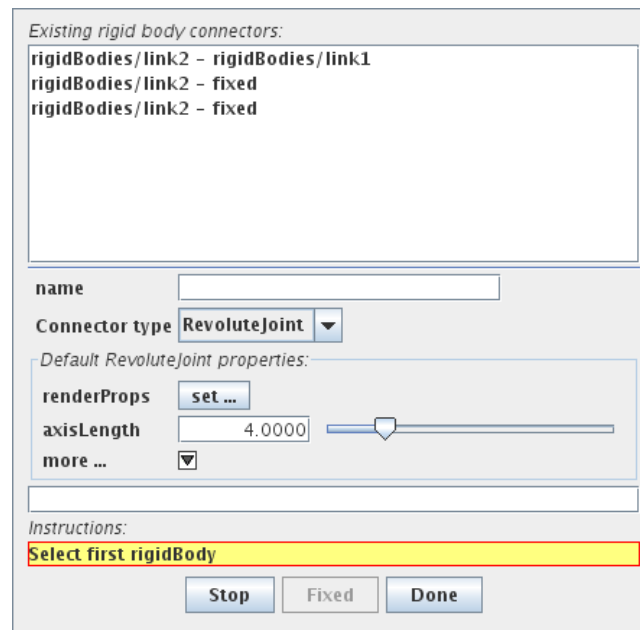 Existing rigid body connectors:
rigidBodies/link2 - rigidBodies/link1
rigidBodies/link2 - fixed
rigidBodies/link2 - fixed
name
Connector type RevoluteJoint
Default RevoluteJoint properties:
renderProps set ...
axisLength 4.0000
more ...
Instructions:
Select first rigidBody
Stop Fixed Done